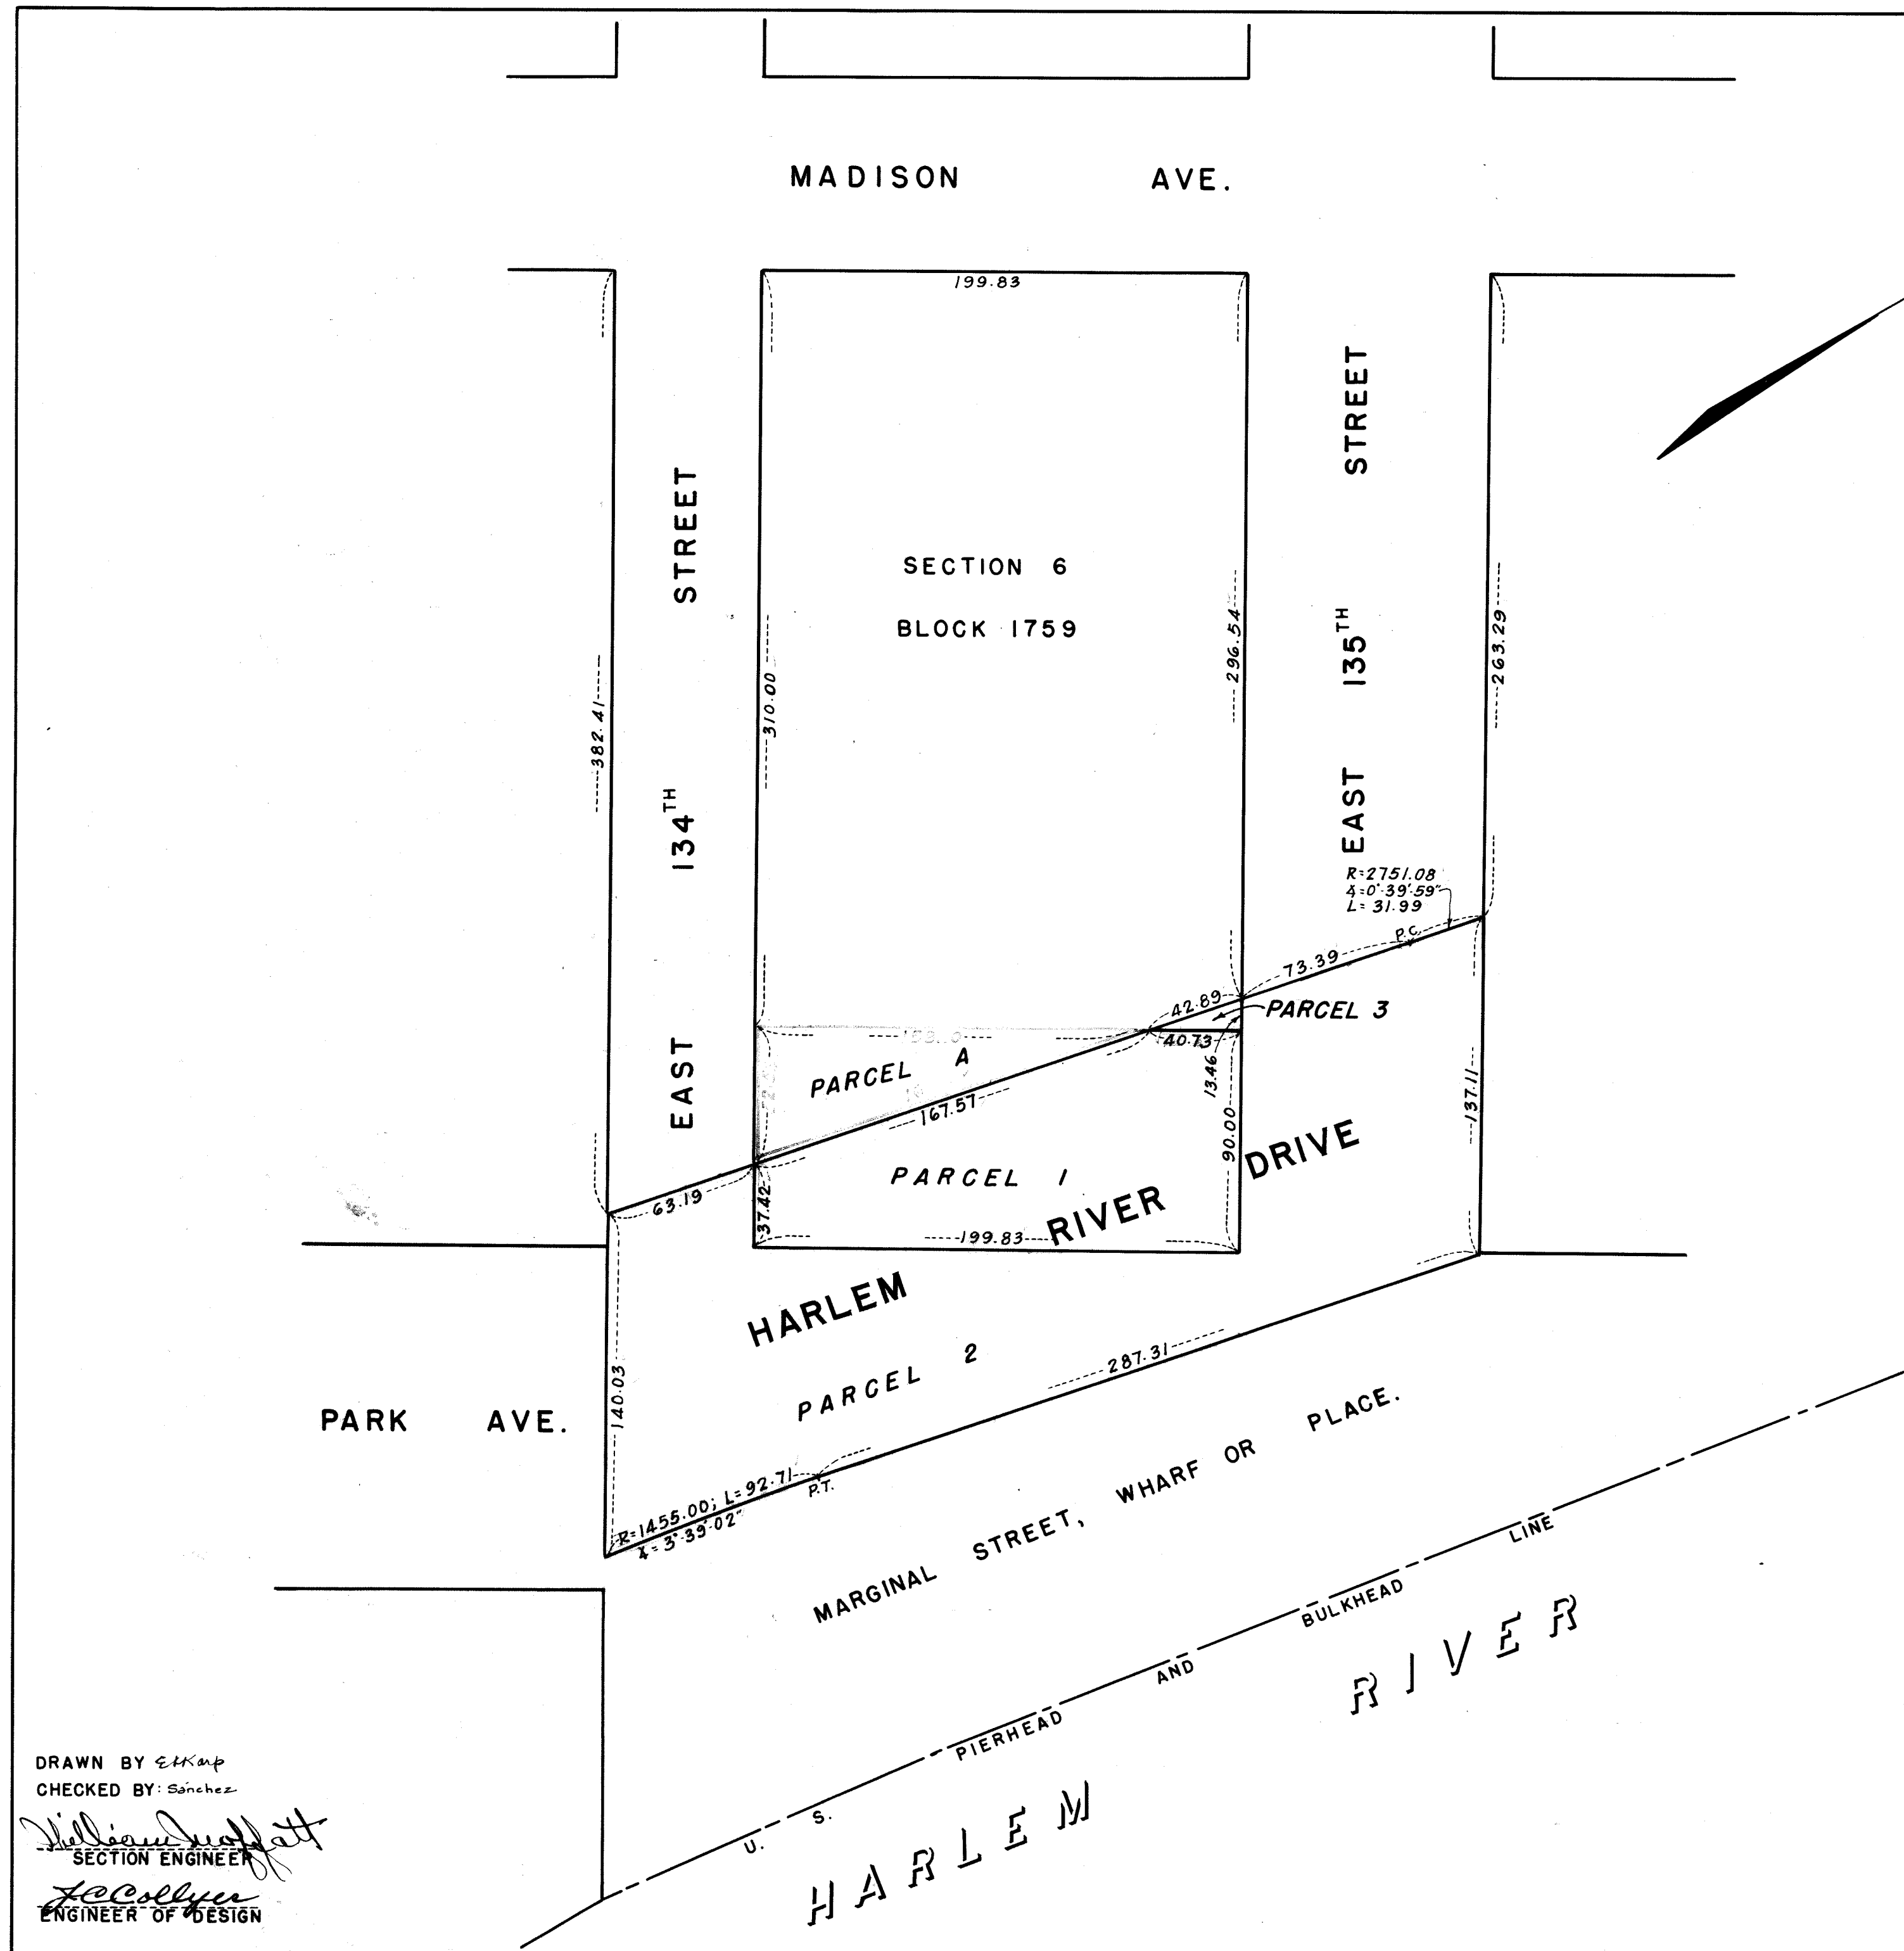 MADISON AVE.
199.83
SECTION 6
BLOCK 1759
EAST 134TH STREET
EAST 135TH STREET
382.41
310.00
296.54
263.29
R=2751.08
∡=0°-39'-59"
L=31.99
P.C.
73.39
42.89
PARCEL 3
40.73
13.46
PARCEL A
167.57
90.00
137.11
63.19
37.42
PARCEL 1
199.83
HARLEM RIVER DRIVE
PARCEL 2
287.31
140.03
PARK AVE.
R=1455.00; L=92.71
∡=3°-39'-02"
P.T.
MARGINAL STREET, WHARF OR PLACE.
U. S. PIERHEAD AND BULKHEAD LINE
HARLEM RIVER
DRAWN BY EHKarp
CHECKED BY: Sanchez
William Moffatt
SECTION ENGINEER
Collyer
ENGINEER OF DESIGN